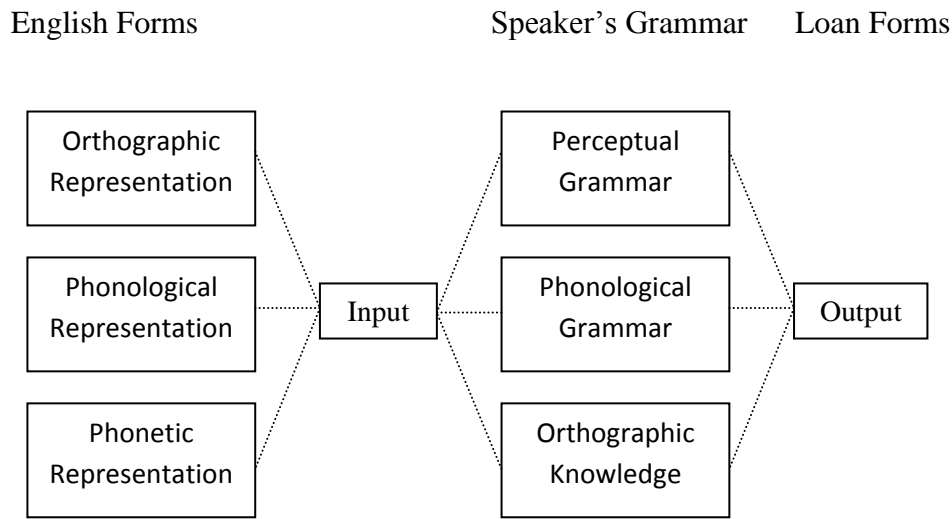 English Forms
Speaker’s Grammar
Loan Forms
Orthographic
Representation
Perceptual
Grammar
Phonological
Representation
Input
Phonological
Grammar
Output
Phonetic
Representation
Orthographic
Knowledge